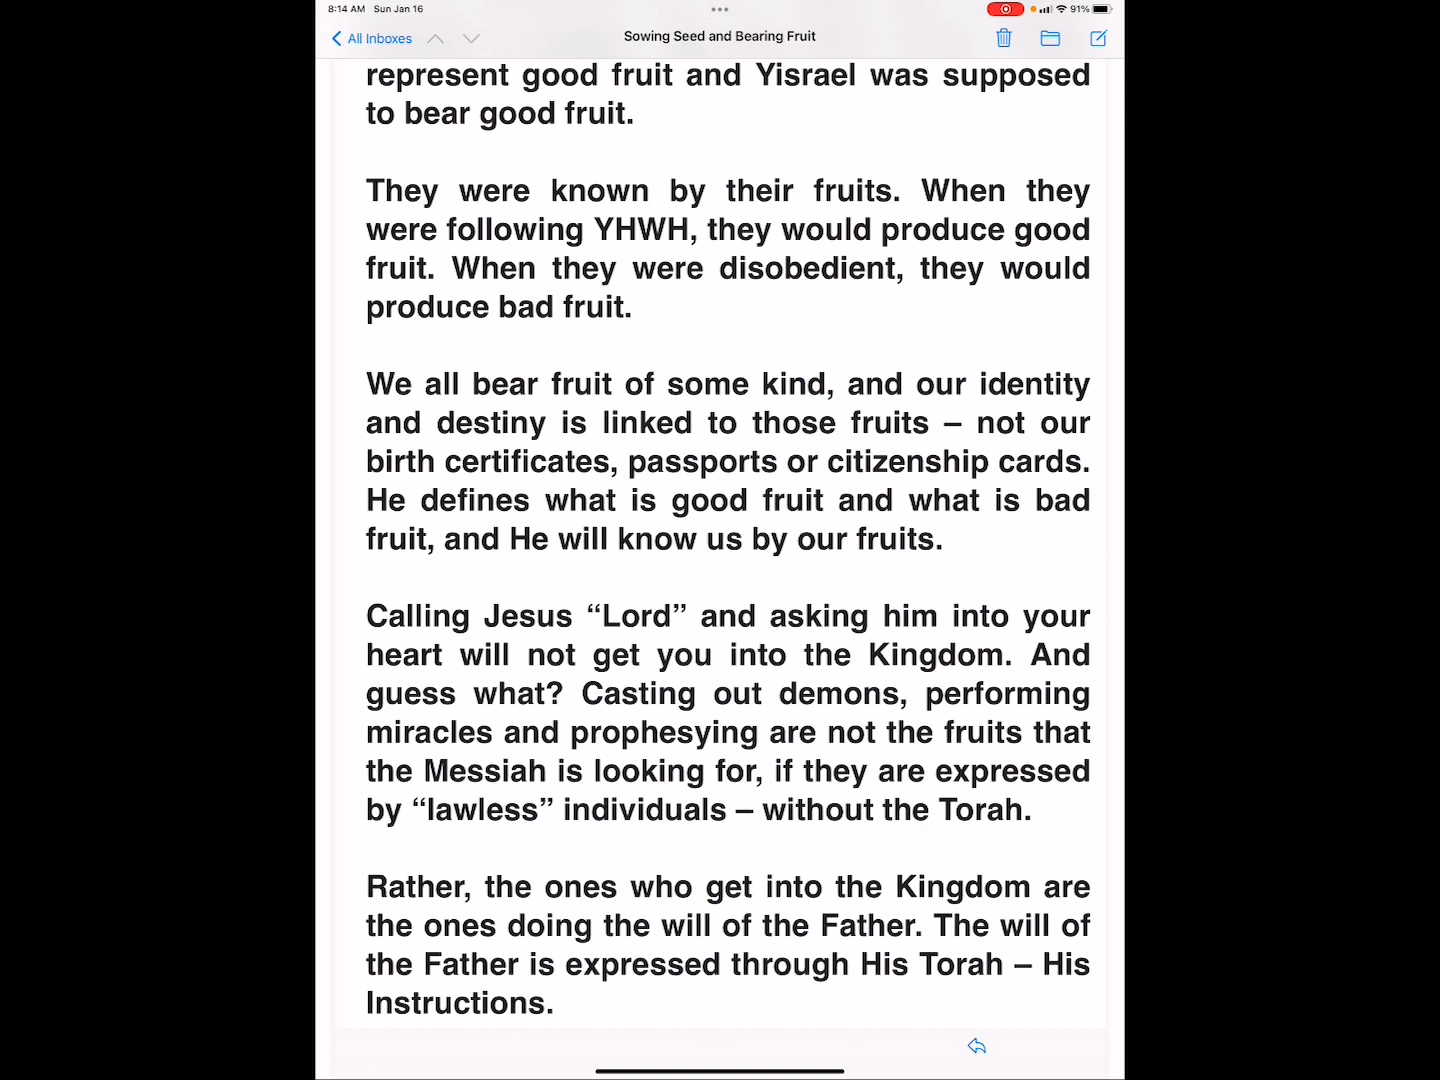 8:14 AM Sun Jan 16
91%
All Inboxes
Sowing Seed and Bearing Fruit
represent good fruit and Yisrael was supposed
to bear good fruit.
They were known by their fruits. When they
were following YHWH, they would produce good
fruit. When they were disobedient, they would
produce bad fruit.
We all bear fruit of some kind, and our identity
and destiny is linked to those fruits – not our
birth certificates, passports or citizenship cards.
He defines what is good fruit and what is bad
fruit, and He will know us by our fruits.
Calling Jesus “Lord” and asking him into your
heart will not get you into the Kingdom. And
guess what? Casting out demons, performing
miracles and prophesying are not the fruits that
the Messiah is looking for, if they are expressed
by “lawless” individuals – without the Torah.
Rather, the ones who get into the Kingdom are
the ones doing the will of the Father. The will of
the Father is expressed through His Torah – His
Instructions.